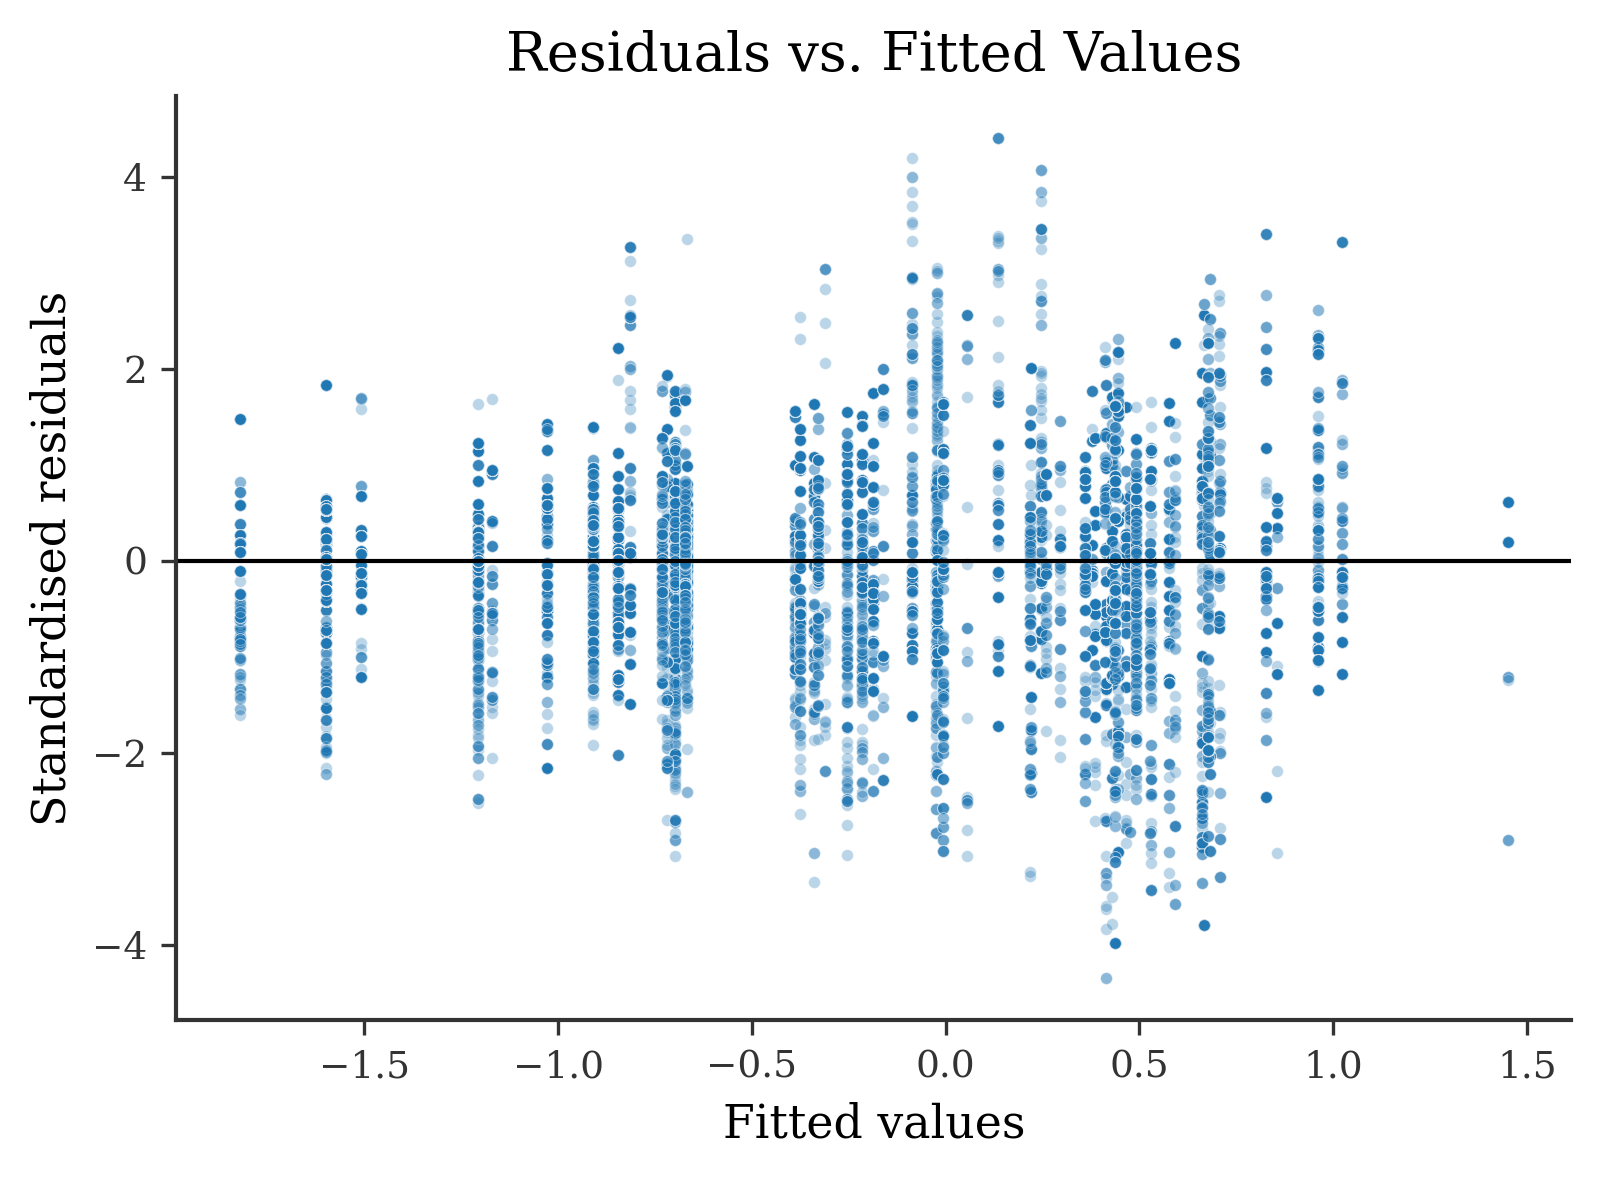 Residuals vs. Fitted Values
Standardised residuals
4
2
0
−2
−4
−1.5 −1.0 −0.5 0.0 0.5 1.0 1.5
Fitted values